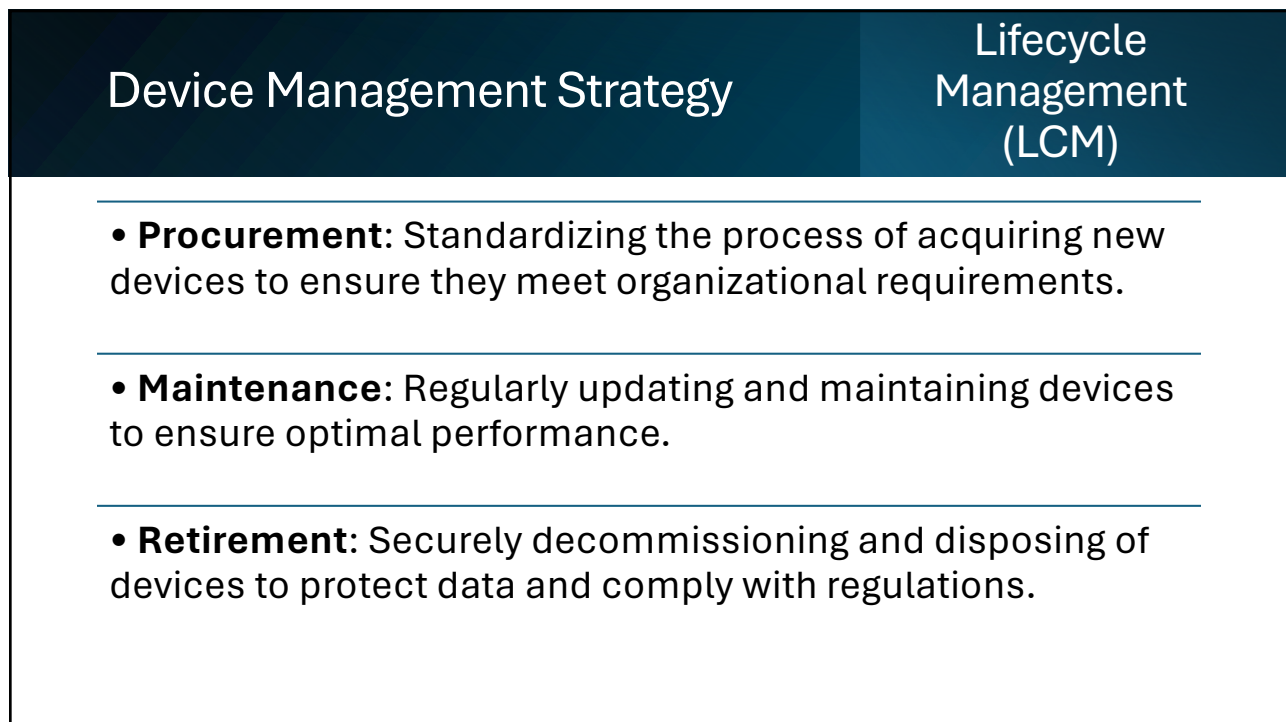 Device Management Strategy
Lifecycle
Management
(LCM)
• Procurement: Standardizing the process of acquiring new
devices to ensure they meet organizational requirements.
• Maintenance: Regularly updating and maintaining devices
to ensure optimal performance.
• Retirement: Securely decommissioning and disposing of
devices to protect data and comply with regulations.